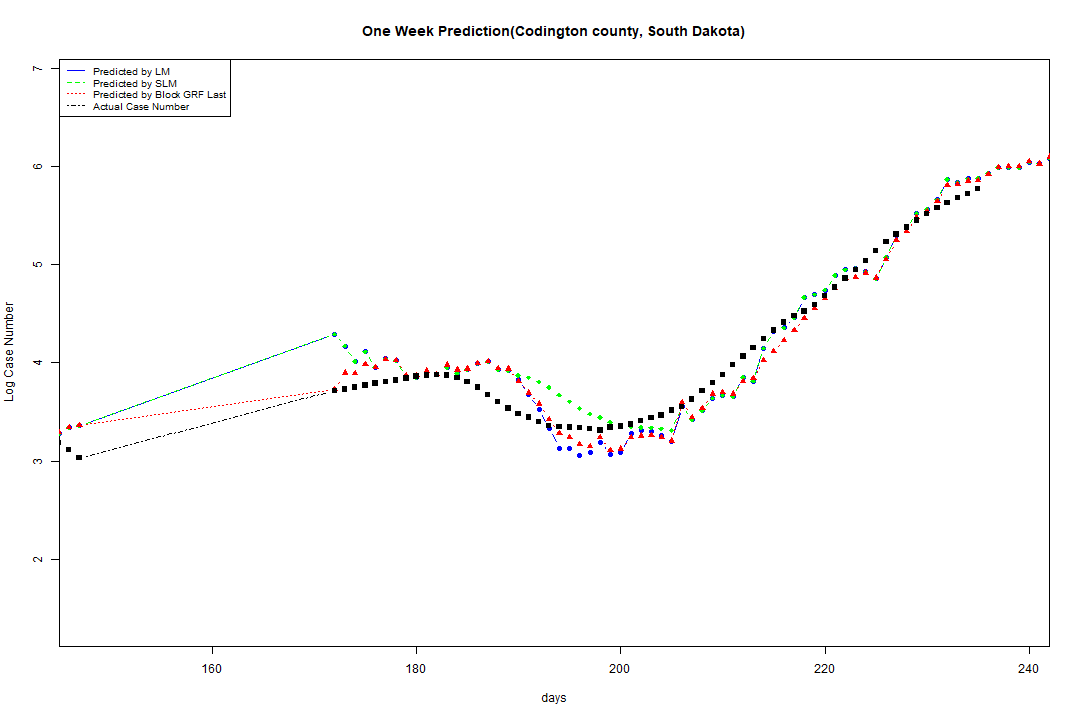 One Week Prediction(Codington county, South Dakota)
Predicted by LM
Predicted by SLM
Predicted by Block GRF Last
Actual Case Number
7
6
5
4
3
2
Log Case Number
160 180 200 220 240
days